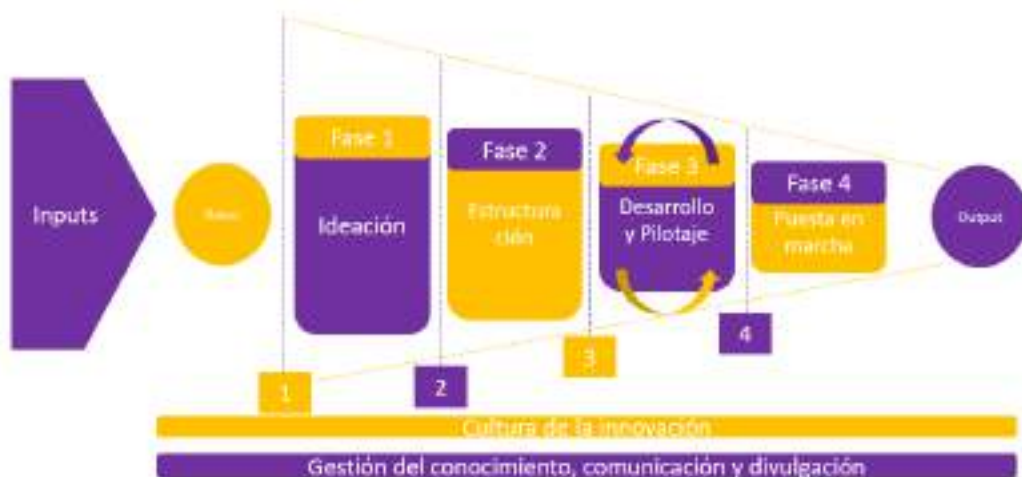 Inputs
Fase 1
Ideación
Fase 2
Estructura
ción
Fase 3
Desarrollo
y Pilotaje
Fase 4
Puesta en
marcha
Output
1
2
3
4
Cultura de la innovación
Gestión del conocimiento, comunicación y divulgación